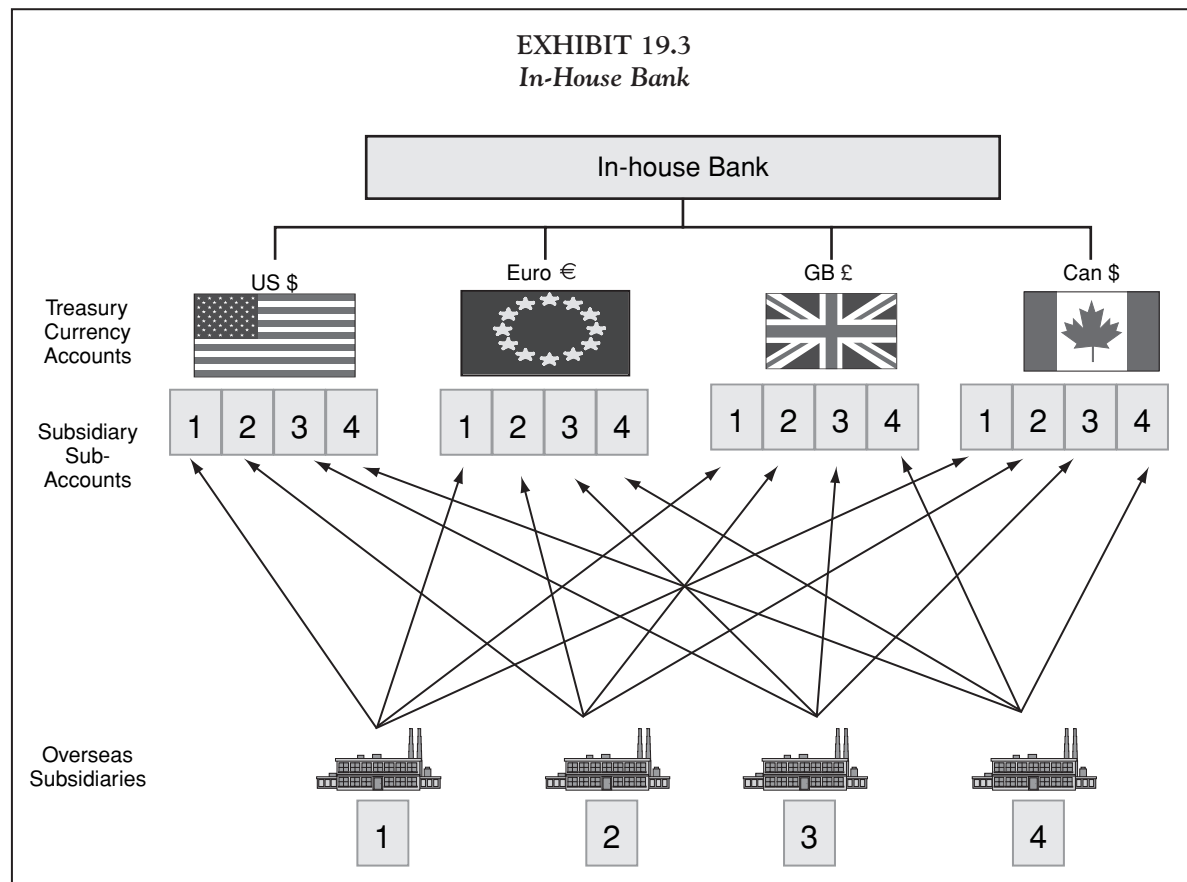 EXHIBIT 19.3
In-House Bank
In-house Bank
US $
Euro €
GB £
Can $
Treasury
Currency
Accounts
1 2 3 4
1 2 3 4
1 2 3 4
1 2 3 4
Subsidiary
Sub-
Accounts
Overseas
Subsidiaries
1
2
3
4